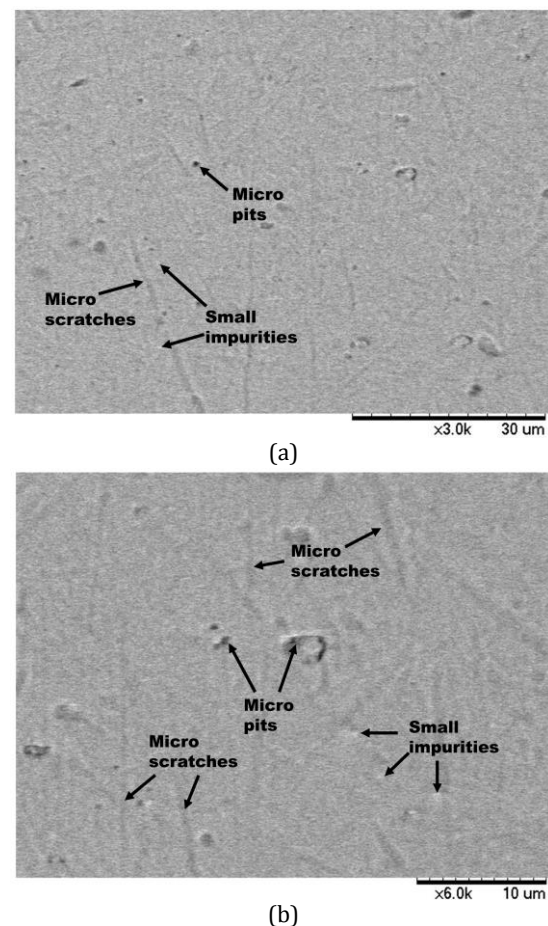 Micro
pits
Micro
scratches
Small
impurities
x3.0k 30 um
(a)
Micro
scratches
Micro
pits
Small
impurities
Micro
scratches
x6.0k 10 um
(b)